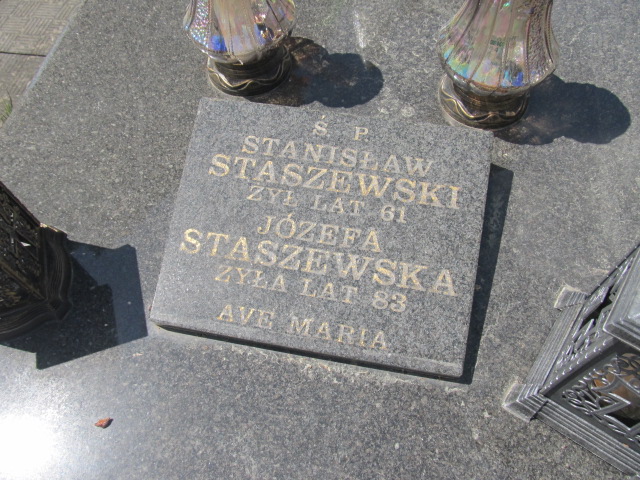 Ś P
STANISŁAW
STASZEWSKI
ŻYŁ LAT 61
JÓZEFA
STASZEWSKA
ŻYŁA LAT 83
AVE MARIA